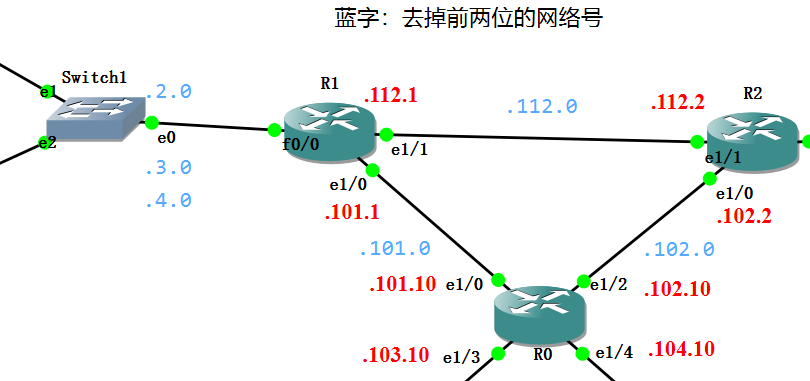 蓝字：去掉前两位的网络号
Switch1
e1
.2.0
e2
e0
.3.0
.4.0
R1
.112.1
f0/0
e1/1
e1/0
.101.1
.112.0
.112.2
R2
e1/1
e1/0
.102.2
.101.0
.102.0
.101.10
e1/0
e1/2
.102.10
.103.10
e1/3
R0
e1/4
.104.10